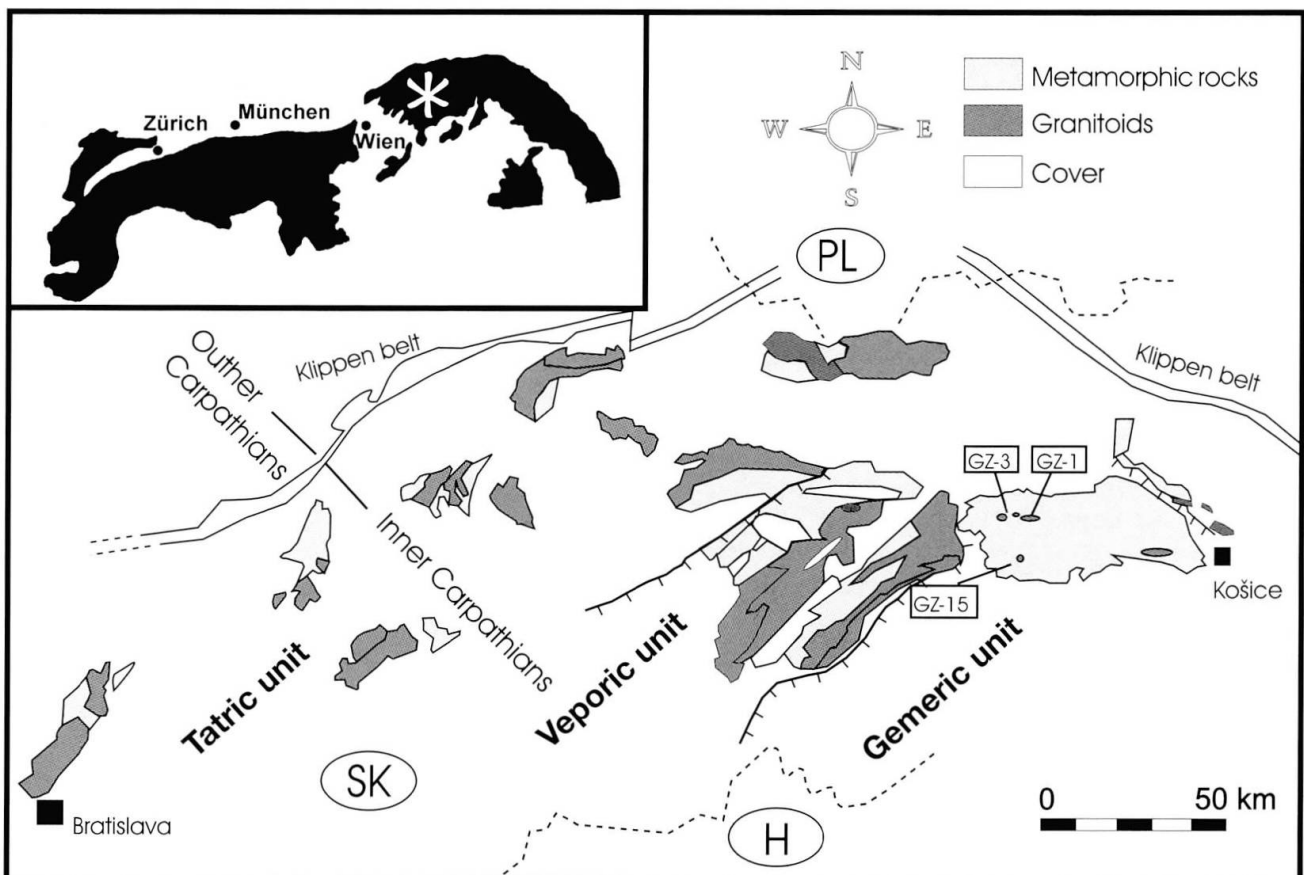 Zürich
München
Wien
N
W
E
S
Metamorphic rocks
Granitoids
Cover
PL
Outher
Carpathians
Klippen belt
Klippen belt
Inner Carpathians
GZ-3
GZ-1
GZ-15
Košice
Tatric unit
Veporic unit
Gemeric unit
SK
H
Bratislava
0
50 km